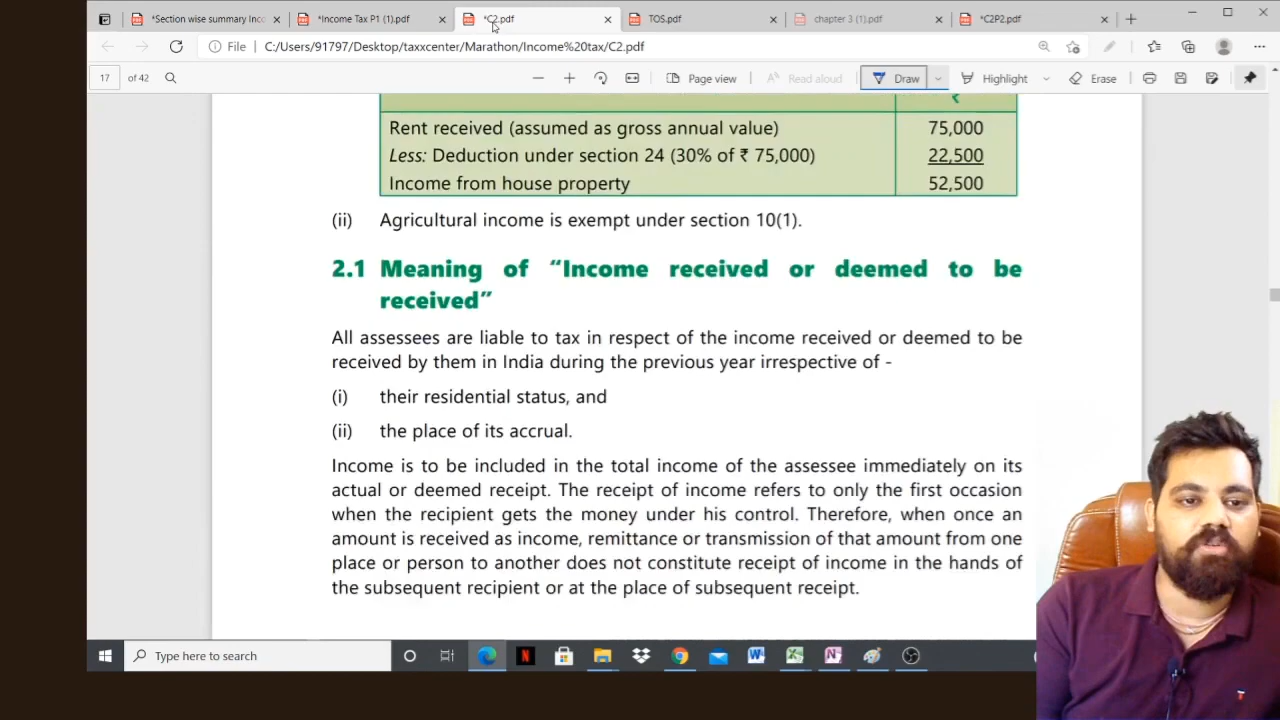 *Section wise summary Inc
*Income Tax P1 (1).pdf
*C2.pdf
TOS.pdf
chapter 3 (1).pdf
*C2P2.pdf
File
C:/Users/91797/Desktop/taxxcenter/Marathon/Income%20tax/C2.pdf
17 of 42
Page view
Read aloud
Draw
Highlight
Erase
₹
Rent received (assumed as gross annual value) 75,000
Less: Deduction under section 24 (30% of ₹ 75,000) 22,500
Income from house property 52,500
(ii) Agricultural income is exempt under section 10(1).
2.1 Meaning of “Income received or deemed to be
received”
All assessees are liable to tax in respect of the income received or deemed to be
received by them in India during the previous year irrespective of -
(i) their residential status, and
(ii) the place of its accrual.
Income is to be included in the total income of the assessee immediately on its
actual or deemed receipt. The receipt of income refers to only the first occasion
when the recipient gets the money under his control. Therefore, when once an
amount is received as income, remittance or transmission of that amount from one
place or person to another does not constitute receipt of income in the hands of
the subsequent recipient or at the place of subsequent receipt.
Type here to search